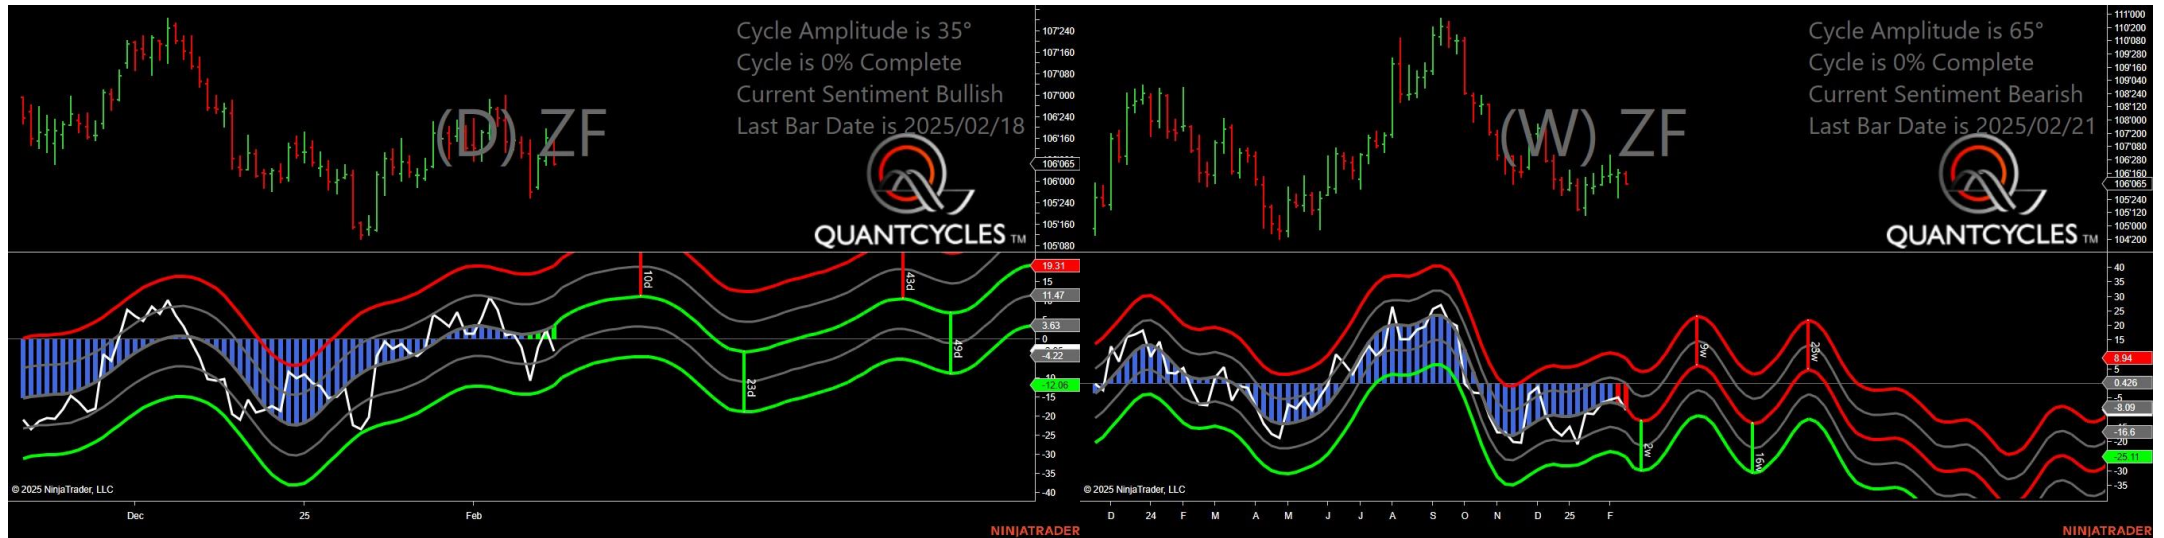 Cycle Amplitude is 35°
Cycle is 0% Complete
Current Sentiment Bullish
Last Bar Date is 2025/02/18
(D) ZF
QUANTCYCLES TM
107'240
107'160
107'080
107'000
106'240
106'160
106'065
106'000
105'240
105'160
105'080
19.31
15
11.47
3.63
0
-4.22
-12.06
-15
-20
-25
-30
-35
-40
10d
23d
43d
49d
© 2025 NinjaTrader, LLC
Dec
25
Feb
NINJATRADER
Cycle Amplitude is 65°
Cycle is 0% Complete
Current Sentiment Bearish
Last Bar Date is 2025/02/21
(W) ZF
QUANTCYCLES TM
111'000
110'200
110'080
109'280
109'160
109'040
108'240
108'120
108'000
107'200
107'080
106'280
106'160
106'065
105'240
105'120
105'000
104'200
40
35
30
25
20
15
8.94
5
0.426
-5
-8.09
-16.6
-20
-25.11
-30
-35
2w
9w
16w
25w
© 2025 NinjaTrader, LLC
D 24 F M A M J J A S O N D 25 F
NINJATRADER